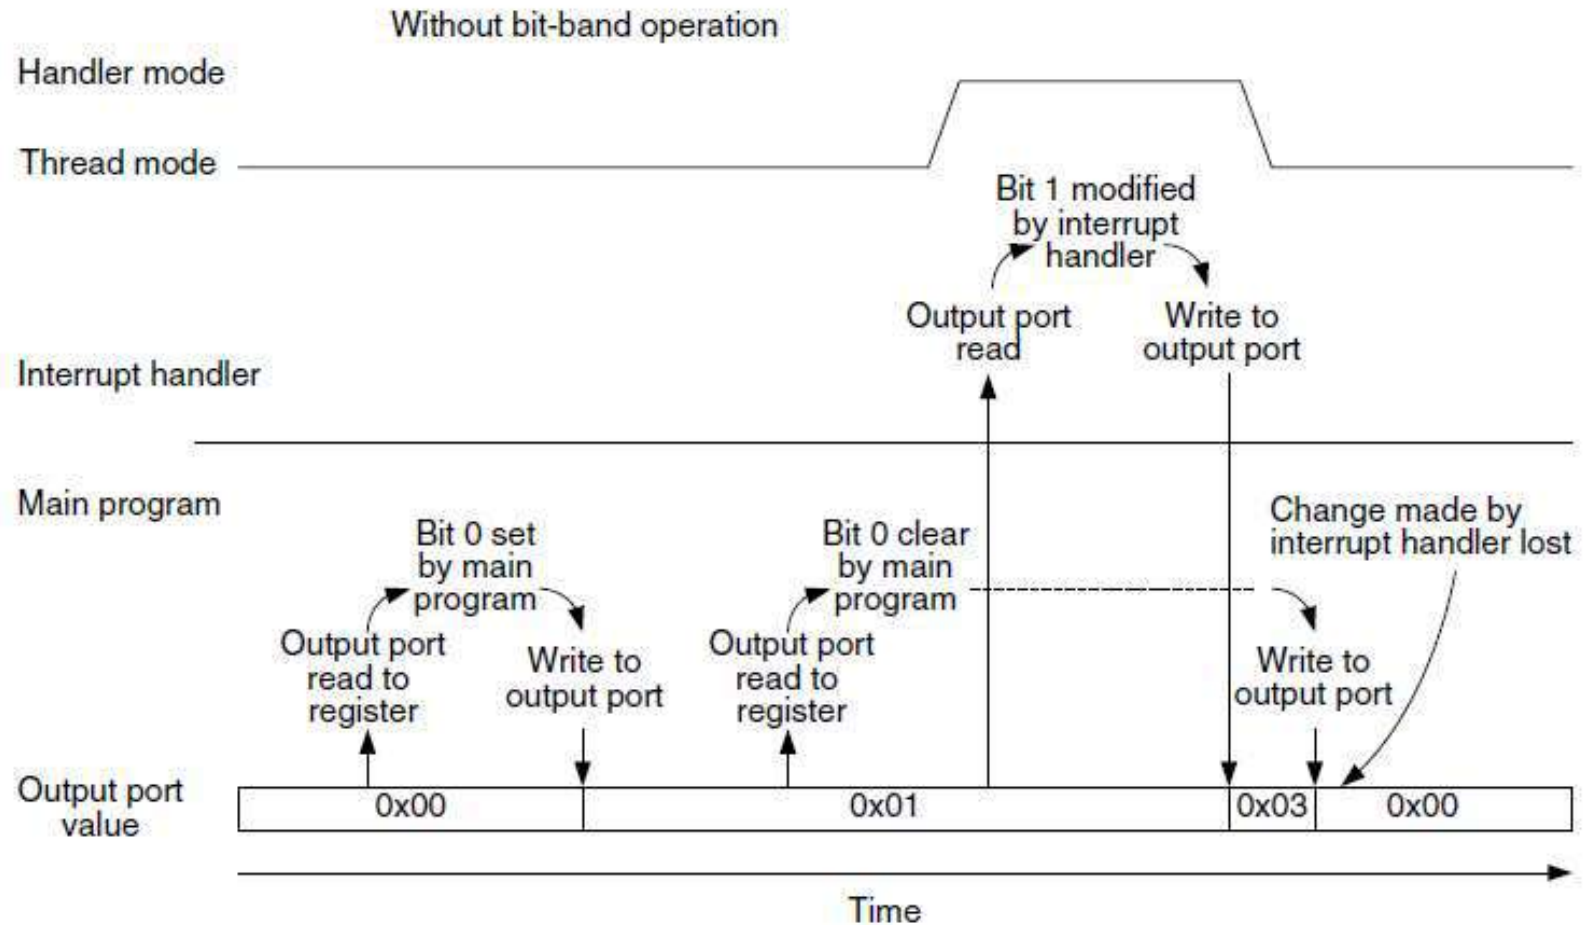 Without bit-band operation
Handler mode
Thread mode
Bit 1 modified
by interrupt
handler
Output port
read
Write to
output port
Interrupt handler
Main program
Bit 0 set
by main
program
Output port
read to
register
Write to
output port
Bit 0 clear
by main
program
Output port
read to
register
Change made by
interrupt handler lost
Write to
output port
Output port
value
0x00
0x01
0x03
0x00
Time